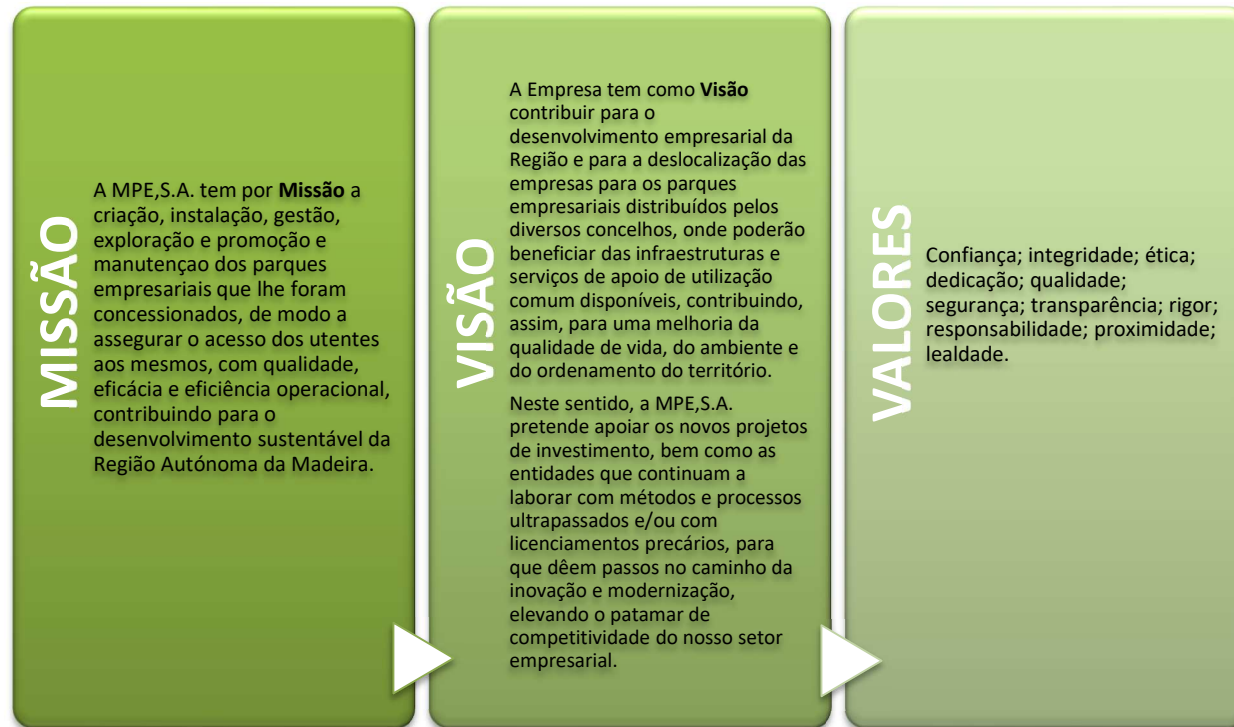 MISSÃO
A MPE,S.A. tem por Missão a
criação, instalação, gestão,
exploração e promoção e
manutençao dos parques
empresariais que lhe foram
concessionados, de modo a
assegurar o acesso dos utentes
aos mesmos, com qualidade,
eficácia e eficiência operacional,
contribuindo para o
desenvolvimento sustentável da
Região Autónoma da Madeira.
VISÃO
A Empresa tem como Visão
contribuir para o
desenvolvimento empresarial da
Região e para a deslocalização das
empresas para os parques
empresariais distribuídos pelos
diversos concelhos, onde poderão
beneficiar das infraestruturas e
serviços de apoio de utilização
comum disponíveis, contribuindo,
assim, para uma melhoria da
qualidade de vida, do ambiente e
do ordenamento do território.
Neste sentido, a MPE,S.A.
pretende apoiar os novos projetos
de investimento, bem como as
entidades que continuam a
laborar com métodos e processos
ultrapassados e/ou com
licenciamentos precários, para
que dêem passos no caminho da
inovação e modernização,
elevando o patamar de
competitividade do nosso setor
empresarial.
VALORES
Confiança; integridade; ética;
dedicação; qualidade;
segurança; transparência; rigor;
responsabilidade; proximidade;
lealdade.